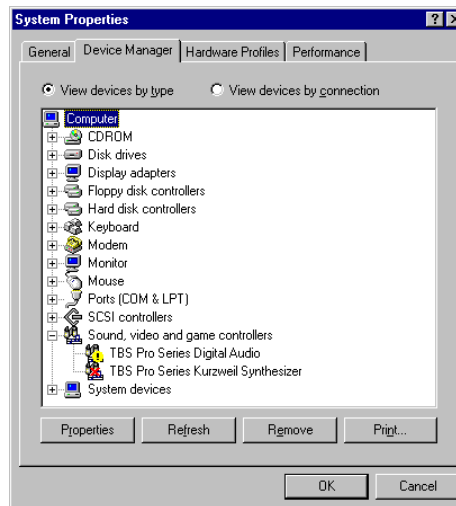 System Properties
General Device Manager Hardware Profiles Performance
View devices by type View devices by connection
Computer
CDROM
Disk drives
Display adapters
Floppy disk controllers
Hard disk controllers
Keyboard
Modem
Monitor
Mouse
Ports (COM & LPT)
SCSI controllers
Sound, video and game controllers
TBS Pro Series Digital Audio
TBS Pro Series Kurzweil Synthesizer
System devices
Properties Refresh Remove Print...
OK Cancel